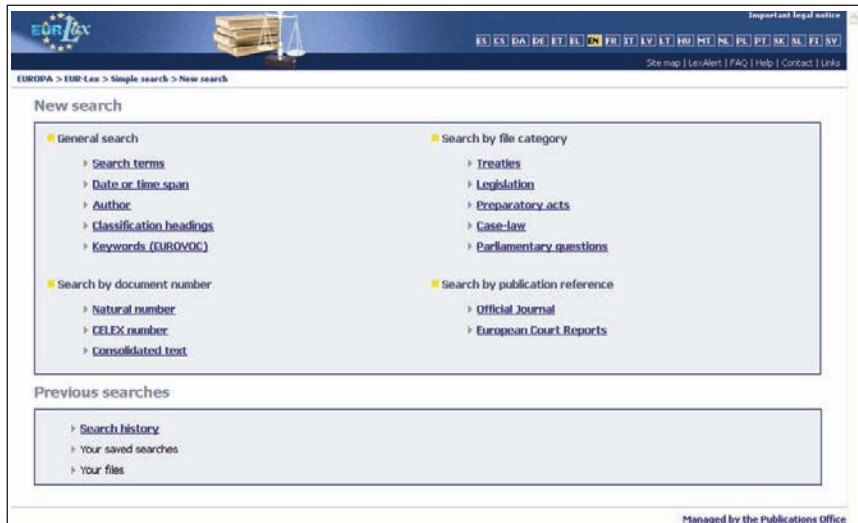 Important legal notice
EUR Lex
ES CS DA DE ET EL EN FR IT LV LT HU MT NL PL PT SK SL FI SV
Site map | LexAlert | FAQ | Help | Contact | Links
EUROPA > EUR-Lex > Simple search > New search
New search
General search
Search terms
Date or time span
Author
Classification headings
Keywords (EUROVOC)
Search by file category
Treaties
Legislation
Preparatory acts
Case-law
Parliamentary questions
Search by document number
Natural number
CELEX number
Consolidated text
Search by publication reference
Official Journal
European Court Reports
Previous searches
Search history
Your saved searches
Your files
Managed by the Publications Office